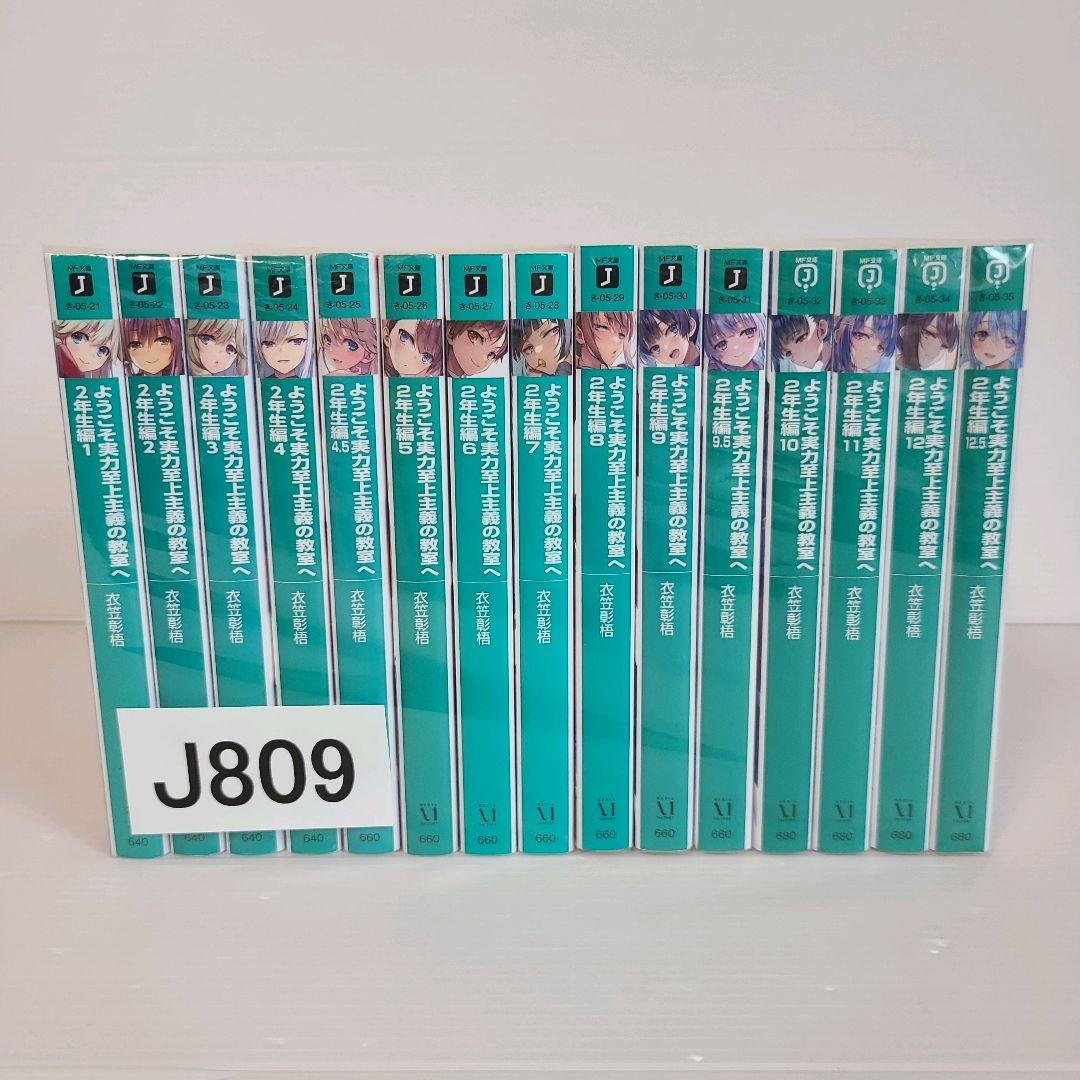 MF文庫
J
き-05-21
ようこそ実力至上主義の教室へ
2年生編1
衣笠彰梧
640
MF文庫
J
き-05-22
ようこそ実力至上主義の教室へ
2年生編2
衣笠彰梧
640
MF文庫
J
き-05-23
ようこそ実力至上主義の教室へ
2年生編3
衣笠彰梧
640
MF文庫
J
き-05-24
ようこそ実力至上主義の教室へ
2年生編4
衣笠彰梧
640
MF文庫
J
き-05-25
ようこそ実力至上主義の教室へ
2年生編4.5
衣笠彰梧
660
MF文庫
J
き-05-26
ようこそ実力至上主義の教室へ
2年生編5
衣笠彰梧
660
MF文庫
J
き-05-27
ようこそ実力至上主義の教室へ
2年生編6
衣笠彰梧
660
MF文庫
J
き-05-28
ようこそ実力至上主義の教室へ
2年生編7
衣笠彰梧
660
MF文庫
J
き-05-29
ようこそ実力至上主義の教室へ
2年生編8
衣笠彰梧
660
MF文庫
J
き-05-30
ようこそ実力至上主義の教室へ
2年生編9
衣笠彰梧
660
MF文庫
J
き-05-31
ようこそ実力至上主義の教室へ
2年生編9.5
衣笠彰梧
660
MF文庫
J
き-05-32
ようこそ実力至上主義の教室へ
2年生編10
衣笠彰梧
680
MF文庫
J
き-05-33
ようこそ実力至上主義の教室へ
2年生編11
衣笠彰梧
680
MF文庫
J
き-05-34
ようこそ実力至上主義の教室へ
2年生編12
衣笠彰梧
680
MF文庫
J
き-05-35
ようこそ実力至上主義の教室へ
2年生編12.5
衣笠彰梧
680
J809